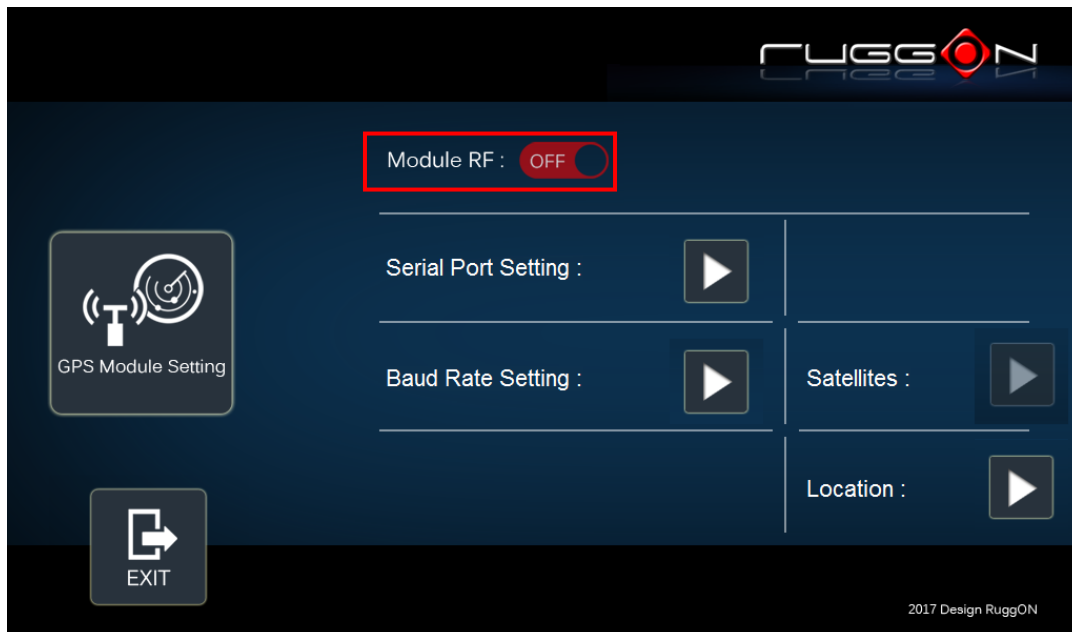 RUGGON
Module RF : OFF
Serial Port Setting :
GPS Module Setting
Baud Rate Setting :
Satellites :
Location :
EXIT
2017 Design RuggON